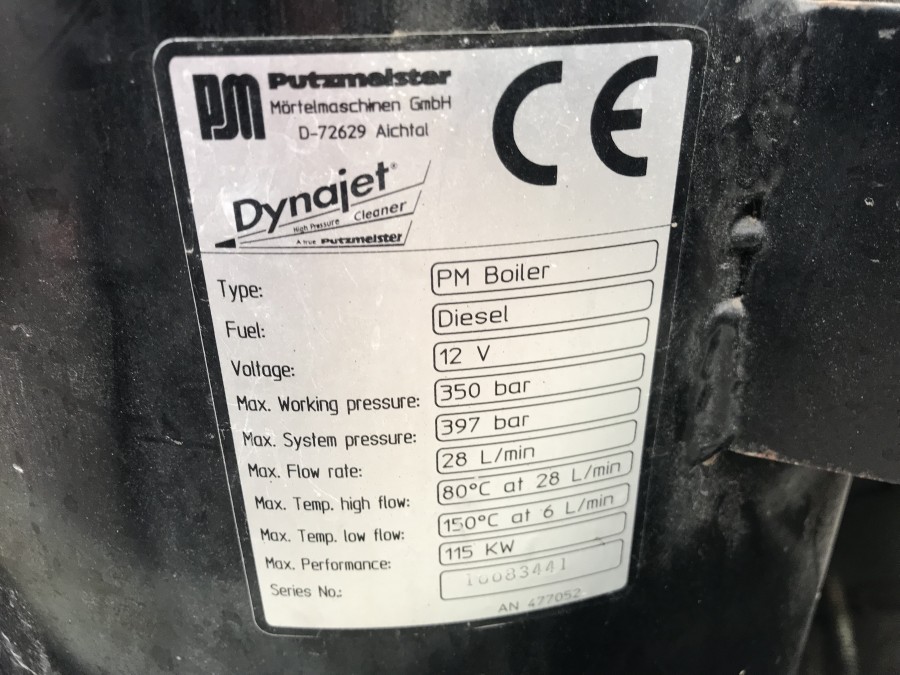 PM Putzmeister
Mörtelmaschinen GmbH
D-72629 Aichtal
CE
Dynajet®
High Pressure Cleaner
A true Putzmeister
Type: PM Boiler
Fuel: Diesel
Voltage: 12 V
Max. Working pressure: 350 bar
Max. System pressure: 397 bar
Max. Flow rate: 28 L/min
Max. Temp. high flow: 80°C at 28 L/min
Max. Temp. low flow: 150°C at 6 L/min
Max. Performance: 115 KW
Series No.: 10083441
AN 477052